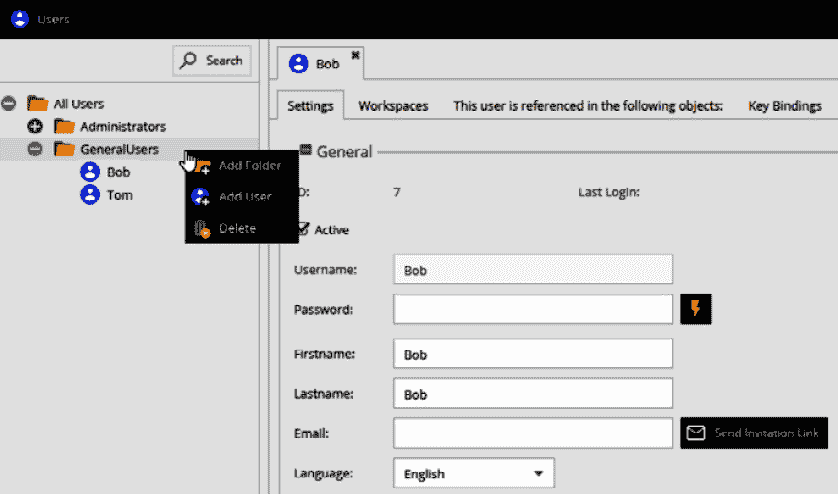 Users
Search
All Users
Administrators
GeneralUsers
Bob
Tom
Add Folder
Add User
Delete
Bob
Settings Workspaces This user is referenced in the following objects: Key Bindings
General
D: 7 Last Login:
Active
Username: Bob
Password:
Firstname: Bob
Lastname: Bob
Email: Send Invitation Link
Language: English